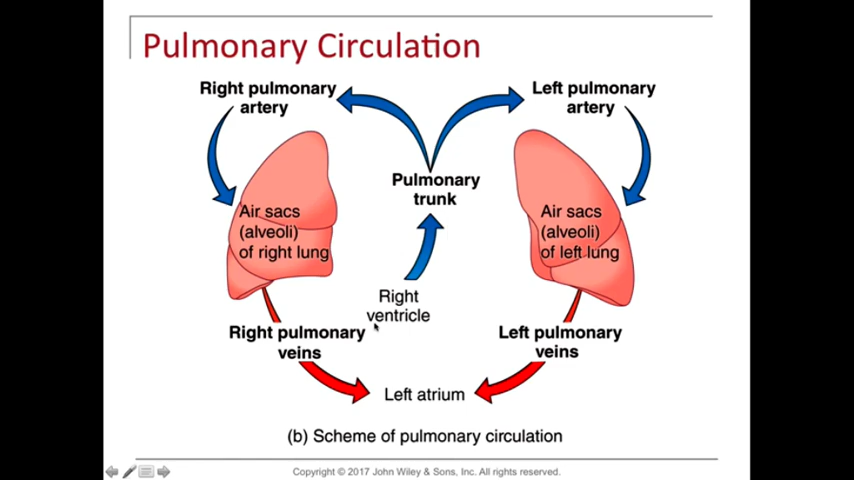 Pulmonary Circulation
Right pulmonary
artery
Left pulmonary
artery
Pulmonary
trunk
Air sacs
(alveoli)
of right lung
Air sacs
(alveoli)
of left lung
Right
ventricle
Right pulmonary
veins
Left pulmonary
veins
Left atrium
(b) Scheme of pulmonary circulation
Copyright © 2017 John Wiley & Sons, Inc. All rights reserved.